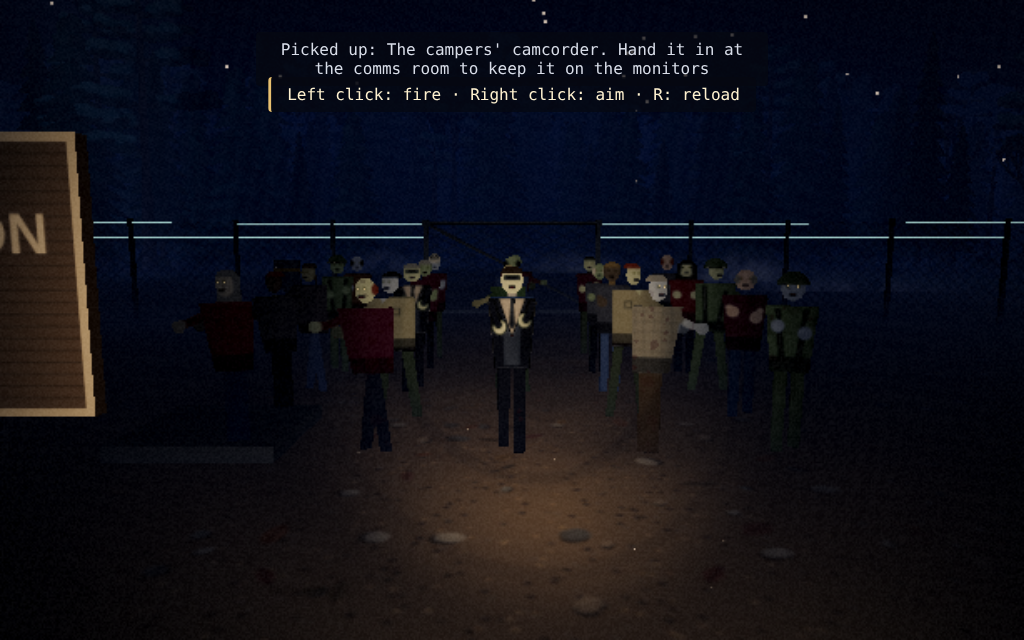 Picked up: The campers' camcorder. Hand it in at
the comms room to keep it on the monitors
Left click: fire · Right click: aim · R: reload
ON